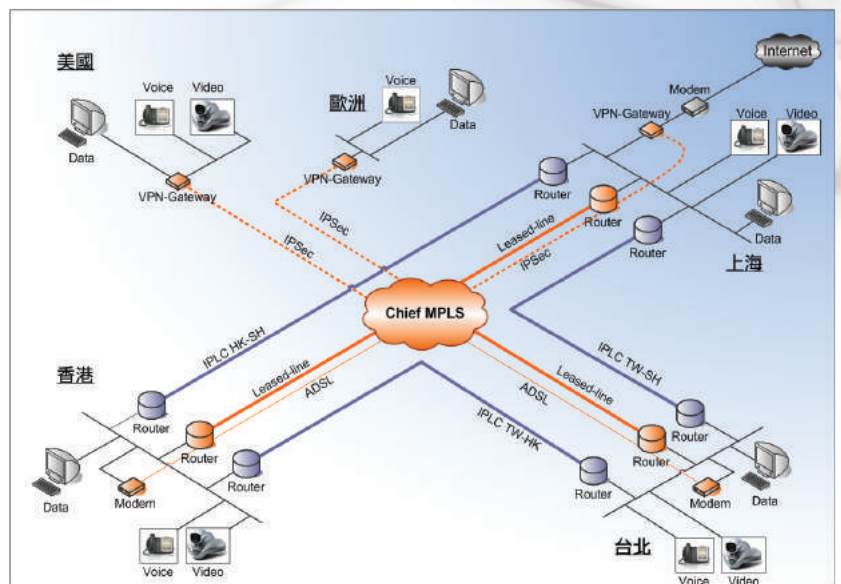 美國
Voice
Video
Data
VPN-Gateway
IPSec
歐洲
Voice
Data
VPN-Gateway
IPSec
Internet
Modem
VPN-Gateway
Voice
Video
Router
Router
Router
Leased-line
IPSec
Data
上海
Chief MPLS
IPLC HK-SH
Leased-line
ADSL
IPLC TW-SH
Leased-line
ADSL
IPLC TW-HK
香港
Router
Router
Router
Data
Modem
Voice
Video
Router
Router
Router
Data
Modem
台北
Voice
Video